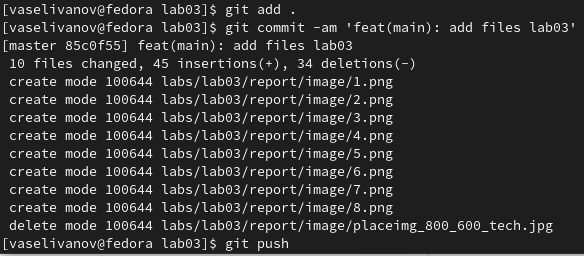 [vaselivanov@fedora lab03]$ git add .
[vaselivanov@fedora lab03]$ git commit -am 'feat(main): add files lab03'
[master 85c0f55] feat(main): add files lab03
 10 files changed, 45 insertions(+), 34 deletions(-)
 create mode 100644 labs/lab03/report/image/1.png
 create mode 100644 labs/lab03/report/image/2.png
 create mode 100644 labs/lab03/report/image/3.png
 create mode 100644 labs/lab03/report/image/4.png
 create mode 100644 labs/lab03/report/image/5.png
 create mode 100644 labs/lab03/report/image/6.png
 create mode 100644 labs/lab03/report/image/7.png
 create mode 100644 labs/lab03/report/image/8.png
 delete mode 100644 labs/lab03/report/image/placeimg_800_600_tech.jpg
[vaselivanov@fedora lab03]$ git push